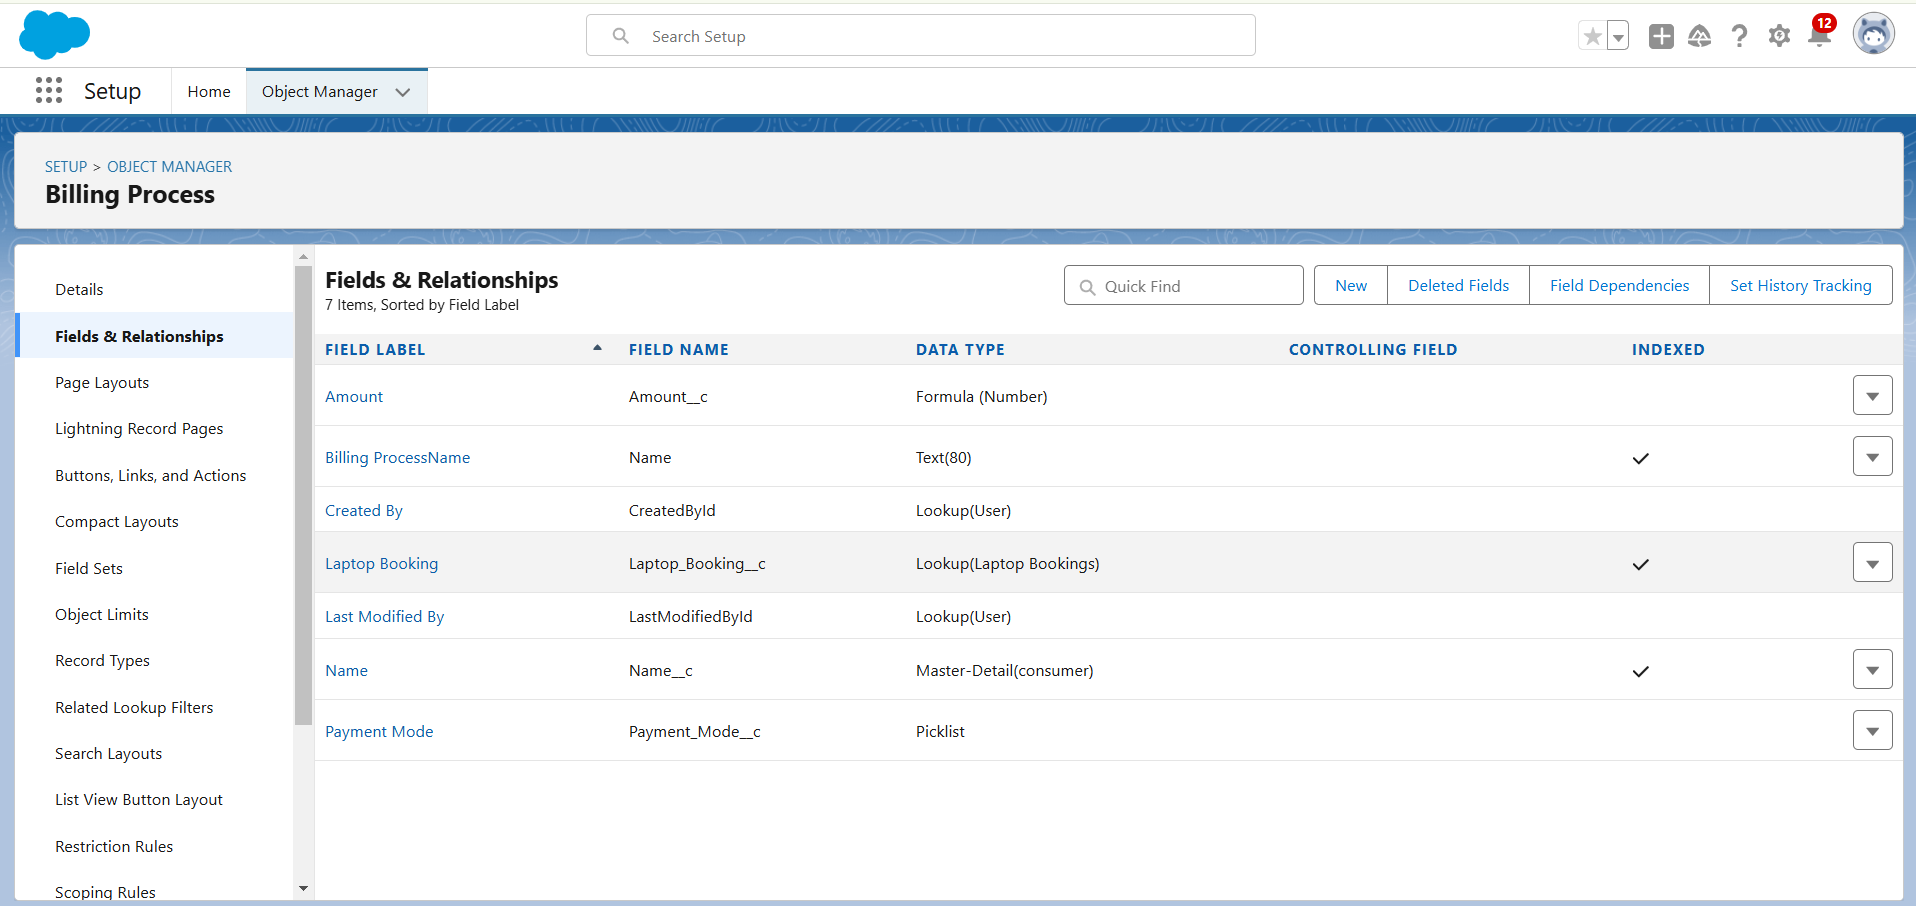 Search Setup
12
Setup
Home
Object Manager
SETUP > OBJECT MANAGER
Billing Process
Details
Fields & Relationships
Page Layouts
Lightning Record Pages
Buttons, Links, and Actions
Compact Layouts
Field Sets
Object Limits
Record Types
Related Lookup Filters
Search Layouts
List View Button Layout
Restriction Rules
Scoping Rules
Fields & Relationships
7 Items, Sorted by Field Label
Quick Find
New
Deleted Fields
Field Dependencies
Set History Tracking
FIELD LABEL FIELD NAME DATA TYPE CONTROLLING FIELD INDEXED
Amount Amount__c Formula (Number)
Billing ProcessName Name Text(80)
Created By CreatedById Lookup(User)
Laptop Booking Laptop_Booking__c Lookup(Laptop Bookings)
Last Modified By LastModifiedById Lookup(User)
Name Name__c Master-Detail(consumer)
Payment Mode Payment_Mode__c Picklist